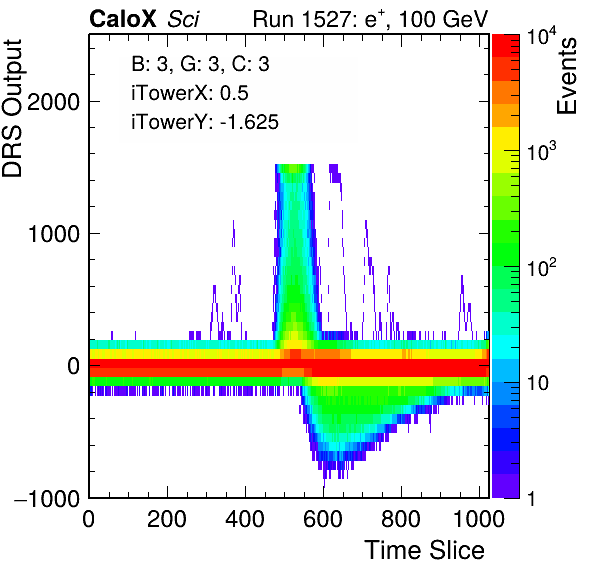 CaloX Sci Run 1527: e⁺, 100 GeV
B: 3, G: 3, C: 3
iTowerX: 0.5
iTowerY: -1.625
DRS Output
2000
1000
0
−1000
0 200 400 600 800 1000
Time Slice
Events
10⁴
10³
10²
10
1